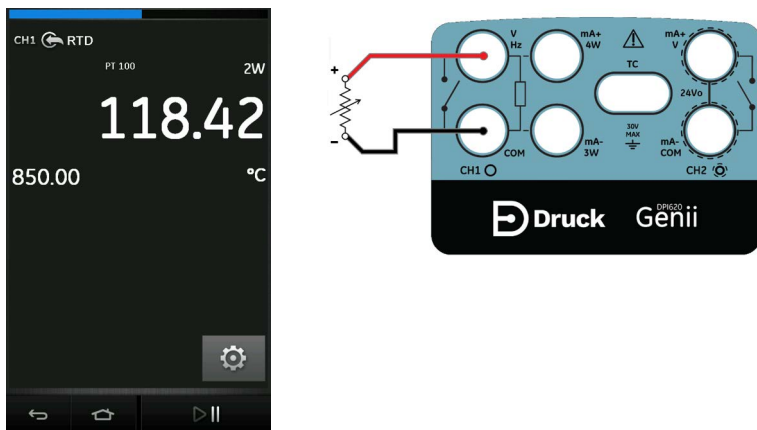 CH1 RTD
PT 100 2W
118.42
850.00 °C
+
-
V
Hz
mA+
4W
mA+
V
TC
24Vo
30V
MAX
COM
mA-
3W
mA-
COM
CH1
CH2
Druck
DPI620
Genii